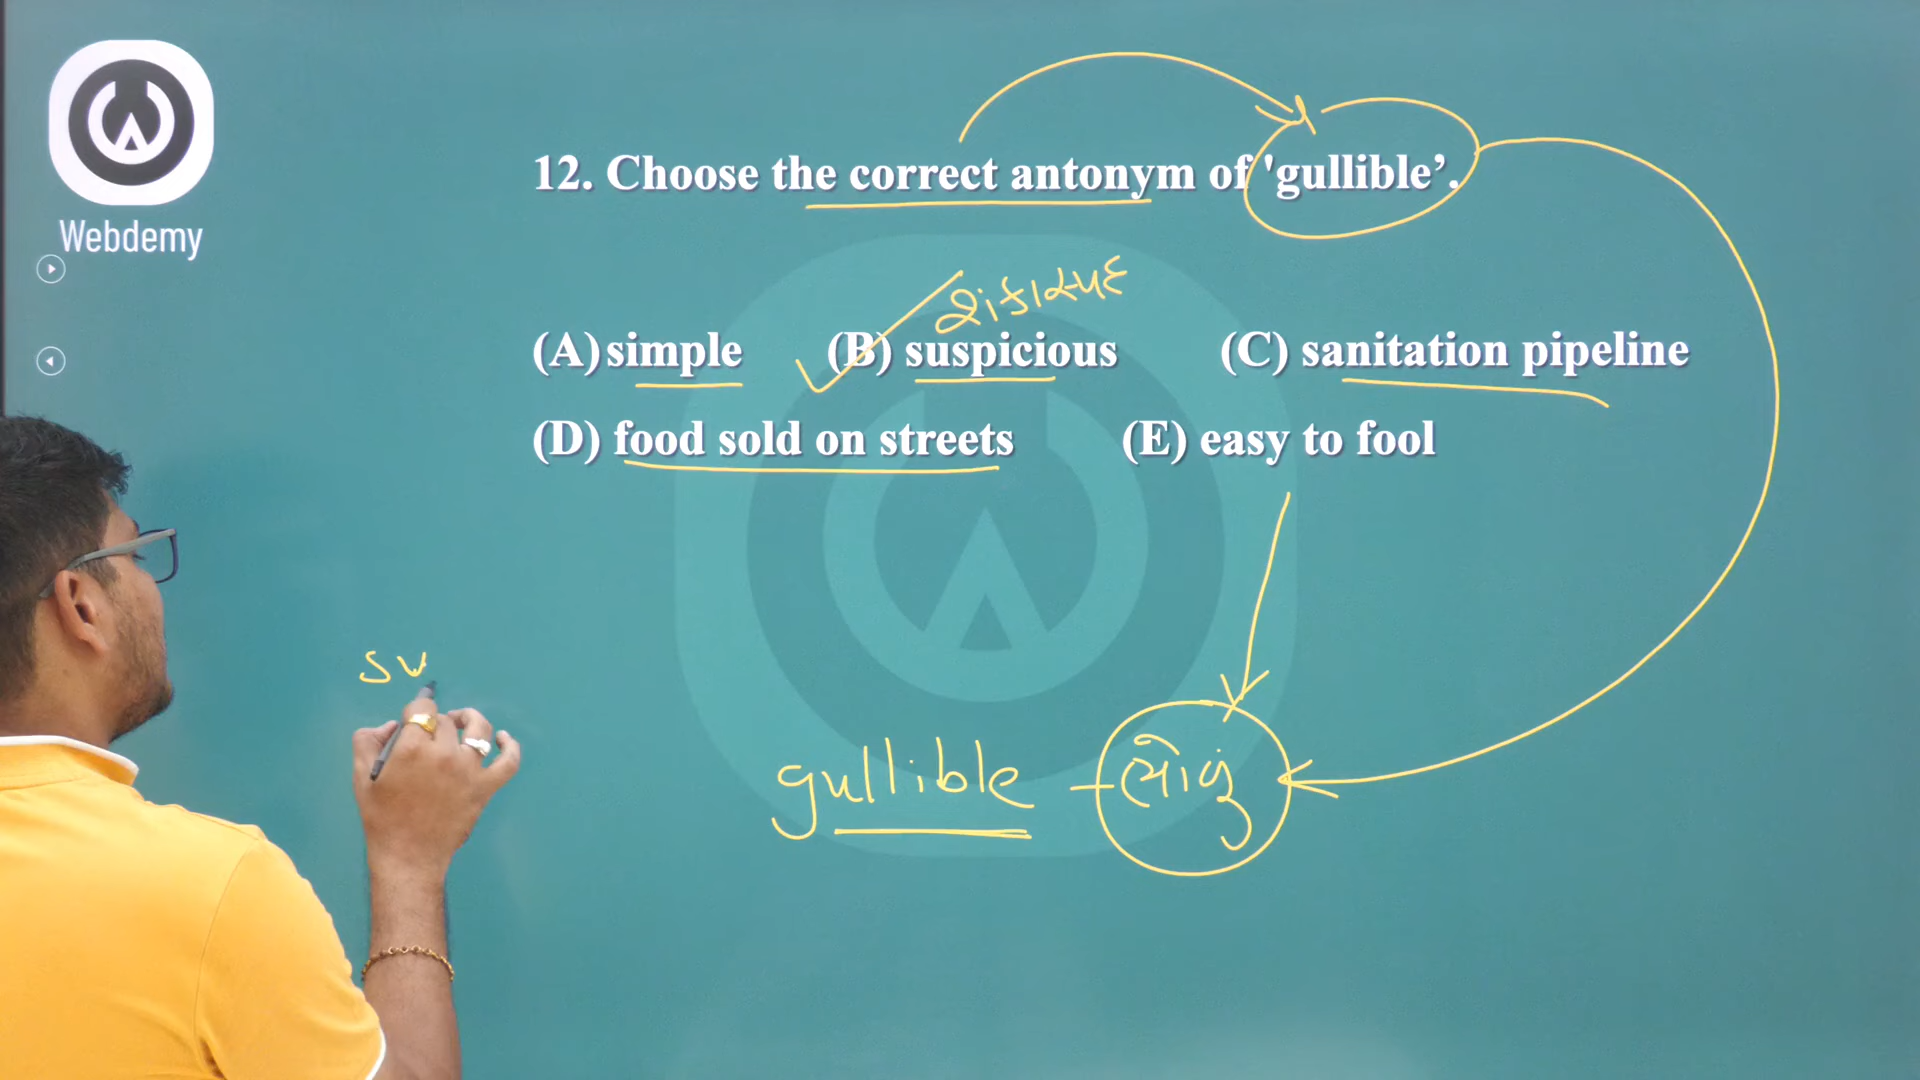 Webdemy
12. Choose the correct antonym of 'gullible’.
શંકાસ્પદ
(A) simple (B) suspicious (C) sanitation pipeline
(D) food sold on streets (E) easy to fool
su
gullible - ભોળું